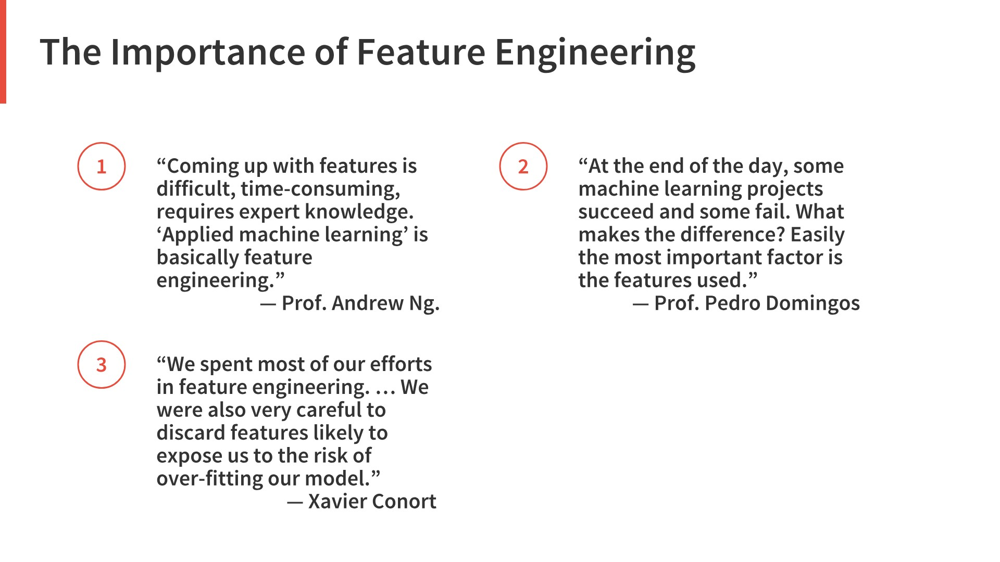 The Importance of Feature Engineering
1
“Coming up with features is
difficult, time-consuming,
requires expert knowledge.
‘Applied machine learning’ is
basically feature
engineering.”
— Prof. Andrew Ng.
2
“At the end of the day, some
machine learning projects
succeed and some fail. What
makes the difference? Easily
the most important factor is
the features used.”
— Prof. Pedro Domingos
3
“We spent most of our efforts
in feature engineering. … We
were also very careful to
discard features likely to
expose us to the risk of
over-fitting our model.”
— Xavier Conort